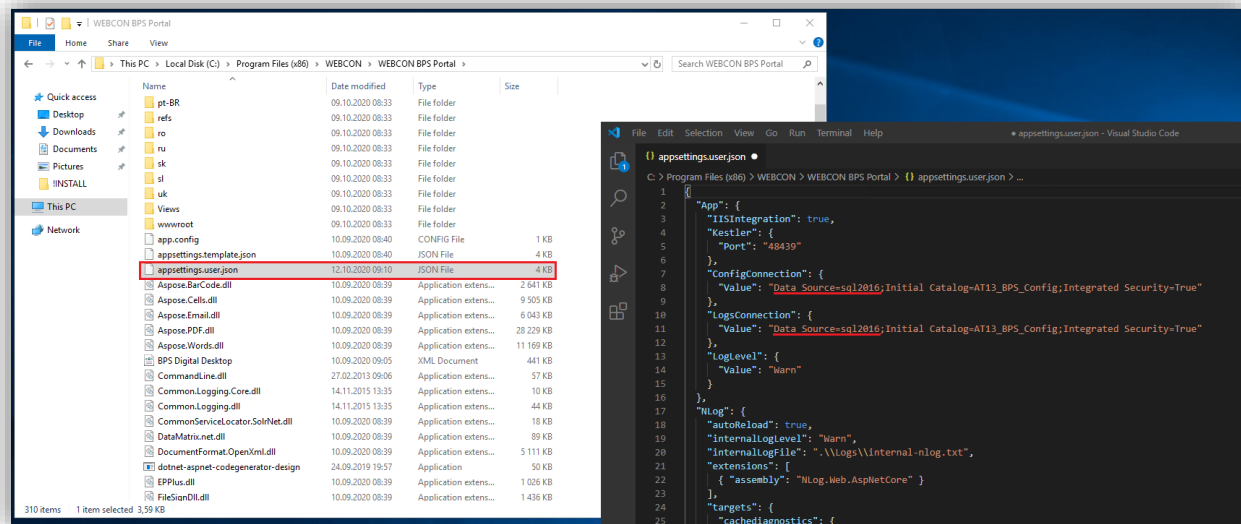 WEBCON BPS Portal
File Home Share View
This PC > Local Disk (C:) > Program Files (x86) > WEBCON > WEBCON BPS Portal >
Search WEBCON BPS Portal
Quick access
Desktop
Downloads
Documents
Pictures
!INSTALL
This PC
Network
Name Date modified Type Size
pt-BR 09.10.2020 08:33 File folder
refs 09.10.2020 08:33 File folder
ro 09.10.2020 08:33 File folder
ru 09.10.2020 08:33 File folder
sk 09.10.2020 08:33 File folder
sl 09.10.2020 08:33 File folder
uk 09.10.2020 08:33 File folder
Views 09.10.2020 08:33 File folder
wwwroot 09.10.2020 08:33 File folder
app.config 10.09.2020 08:40 CONFIG File 1 KB
appsettings.template.json 10.09.2020 08:40 JSON File 4 KB
appsettings.user.json 12.10.2020 09:10 JSON File 4 KB
Aspose.BarCode.dll 10.09.2020 08:39 Application extens... 2 641 KB
Aspose.Cells.dll 10.09.2020 08:39 Application extens... 9 505 KB
Aspose.Email.dll 10.09.2020 08:39 Application extens... 6 043 KB
Aspose.PDF.dll 10.09.2020 08:39 Application extens... 28 229 KB
Aspose.Words.dll 10.09.2020 08:39 Application extens... 11 169 KB
BPS Digital Desktop 10.09.2020 09:05 XML Document 441 KB
CommandLine.dll 27.02.2013 09:06 Application extens... 57 KB
Common.Logging.Core.dll 14.11.2015 13:35 Application extens... 10 KB
Common.Logging.dll 14.11.2015 13:35 Application extens... 44 KB
CommonServiceLocator.SolrNet.dll 10.09.2020 08:39 Application extens... 18 KB
DataMatrix.net.dll 10.09.2020 08:39 Application extens... 89 KB
DocumentFormat.OpenXml.dll 10.09.2020 08:39 Application extens... 5 111 KB
dotnet-aspnet-codegenerator-design 24.09.2019 19:57 Application 50 KB
EPPlus.dll 10.09.2020 08:39 Application extens... 1 026 KB
FileSignDll.dll 10.09.2020 08:39 Application extens... 1 436 KB
310 items 1 item selected 3,59 KB
File Edit Selection View Go Run Terminal Help ● appsettings.user.json - Visual Studio Code
{} appsettings.user.json ●
C: > Program Files (x86) > WEBCON > WEBCON BPS Portal > {} appsettings.user.json > ...
1
1 {
2 "App": {
3 "IISIntegration": true,
4 "Kestler": {
5 "Port": "48439"
6 },
7 "ConfigConnection": {
8 "Value": "Data Source=sql2016;Initial Catalog=AT13_BPS_Config;Integrated Security=True"
9 },
10 "LogsConnection": {
11 "Value": "Data Source=sql2016;Initial Catalog=AT13_BPS_Config;Integrated Security=True"
12 },
13 "LogLevel": {
14 "Value": "Warn"
15 }
16 },
17 "NLog": {
18 "autoReload": true,
19 "internalLogLevel": "Warn",
20 "internalLogFile": ".\\Logs\\internal-nlog.txt",
21 "extensions": [
22 { "assembly": "NLog.Web.AspNetCore" }
23 ],
24 "targets": {
25 "cachediagnostics": {